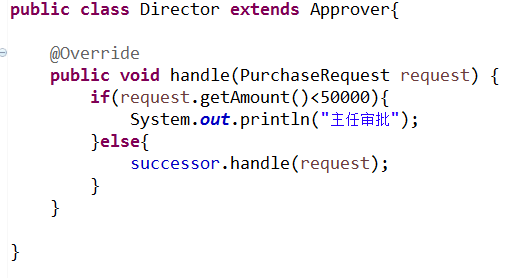 public class Director extends Approver{
@Override
public void handle(PurchaseRequest request) {
if(request.getAmount()<50000){
System.out.println("主任审批");
}else{
successor.handle(request);
}
}
}